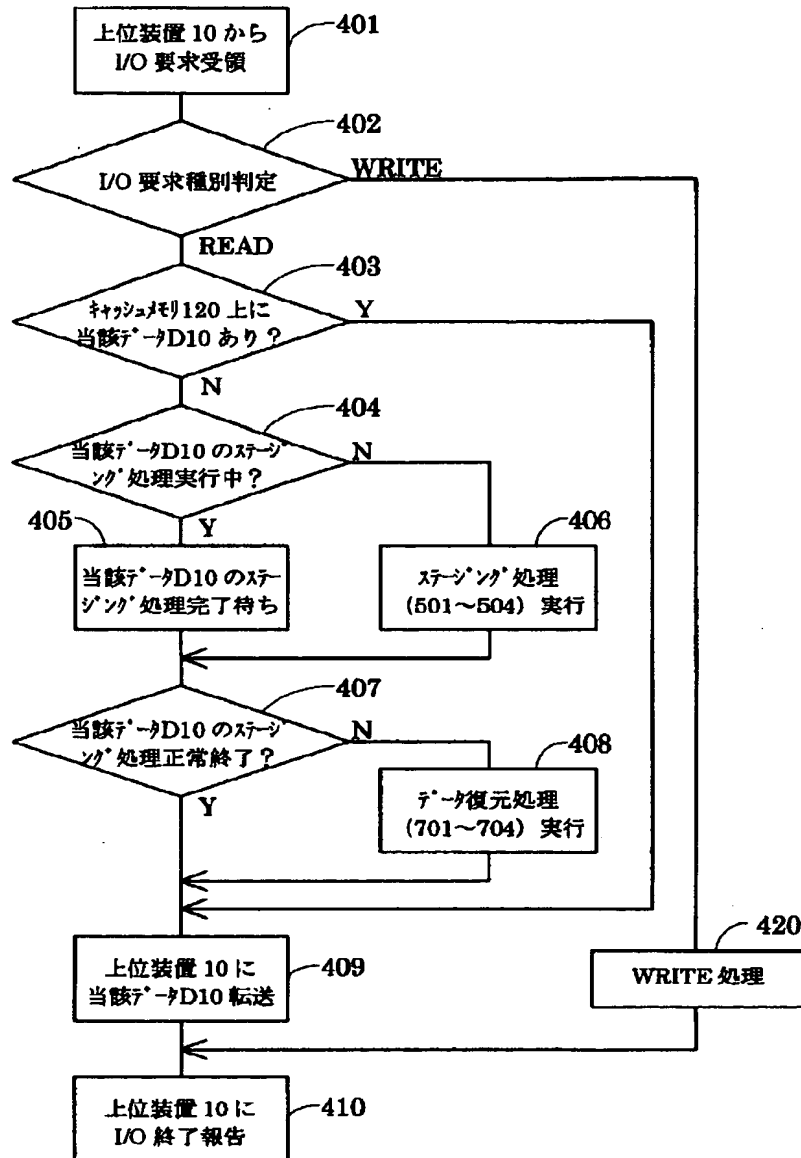 上位装置 10 から
I/O 要求受領
401
402
I/O 要求種別判定
WRITE
READ
403
キャッシュメモリ120 上に
当該データD10 あり？
Y
N
404
当該データD10 のステージ
ング処理実行中？
N
Y
405
当該データD10 のステー
ジング処理完了待ち
406
ステージング処理
(501～504) 実行
407
当該データD10 のステージ
ング処理正常終了？
N
Y
408
データ復元処理
(701～704) 実行
上位装置 10 に
当該データD10 転送
409
420
WRITE 処理
上位装置 10 に
I/O 終了報告
410